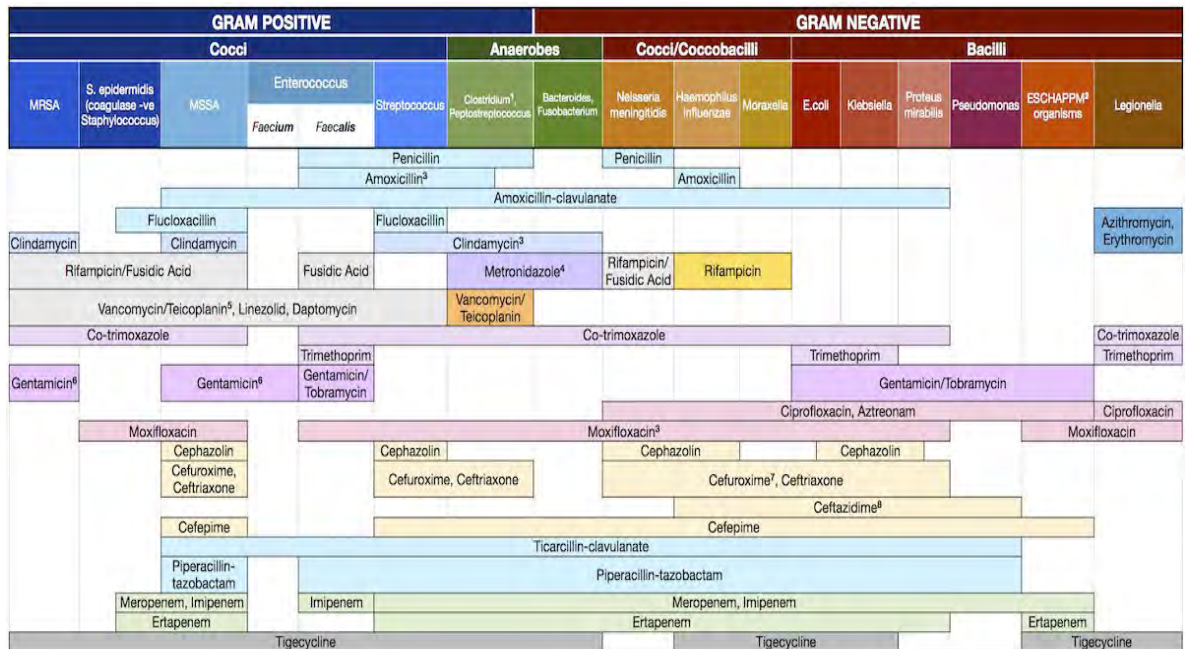 GRAM POSITIVE GRAM NEGATIVE
Cocci Anaerobes Cocci/Coccobacilli Bacilli
MRSA
S. epidermidis
(coagulase -ve
Staphylococcus)
MSSA
Enterococcus
Faecium
Faecalis
Streptococcus
Clostridium¹,
Peptostreptococcus
Bacteroides,
Fusobacterium
Neisseria
meningitidis
Haemophilus
influenzae
Moraxella
E.coli
Klebsiella
Proteus
mirabilis
Pseudomonas
ESCHAPPM²
organisms
Legionella
Penicillin Penicillin
Amoxicillin³ Amoxicillin
Amoxicillin-clavulanate
Flucloxacillin Flucloxacillin
Azithromycin,
Erythromycin
Clindamycin Clindamycin Clindamycin³
Rifampicin/Fusidic Acid Fusidic Acid Metronidazole⁴
Rifampicin/
Fusidic Acid
Rifampicin
Vancomycin/Teicoplanin⁵, Linezolid, Daptomycin
Vancomycin/
Teicoplanin
Co-trimoxazole Co-trimoxazole Co-trimoxazole
Trimethoprim Trimethoprim Trimethoprim
Gentamicin⁶ Gentamicin⁶
Gentamicin/
Tobramycin
Gentamicin/Tobramycin
Ciprofloxacin, Aztreonam Ciprofloxacin
Moxifloxacin Moxifloxacin³ Moxifloxacin
Cephazolin Cephazolin Cephazolin Cephazolin
Cefuroxime,
Ceftriaxone
Cefuroxime, Ceftriaxone Cefuroxime⁷, Ceftriaxone
Ceftazidime⁸
Cefepime Cefepime
Ticarcillin-clavulanate
Piperacillin-
tazobactam
Piperacillin-tazobactam
Meropenem, Imipenem Imipenem Meropenem, Imipenem
Ertapenem Ertapenem Ertapenem
Tigecycline Tigecycline Tigecycline